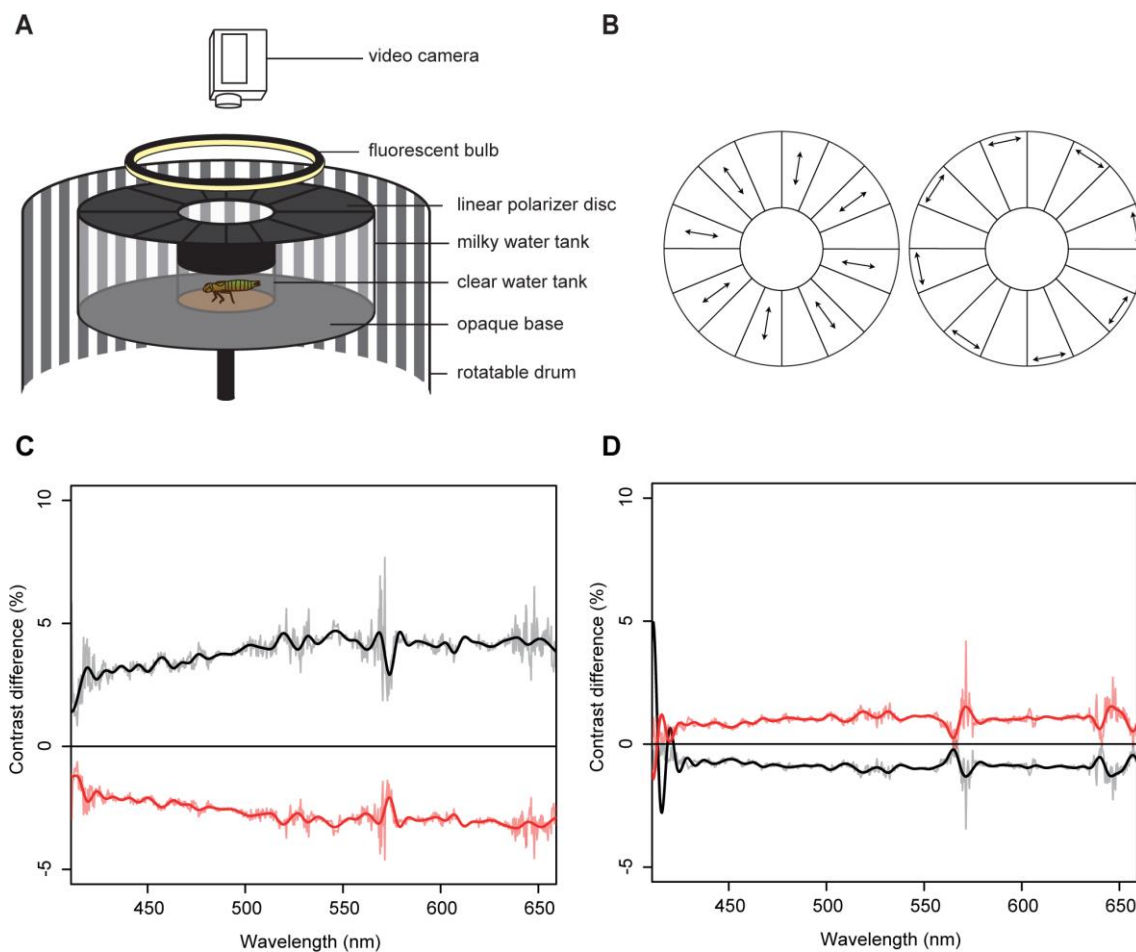 A
video camera
fluorescent bulb
linear polarizer disc
milky water tank
clear water tank
opaque base
rotatable drum
B
C
Contrast difference (%)
10
5
0
-5
450
500
550
600
650
Wavelength (nm)
D
Contrast difference (%)
10
5
0
-5
450
500
550
600
650
Wavelength (nm)